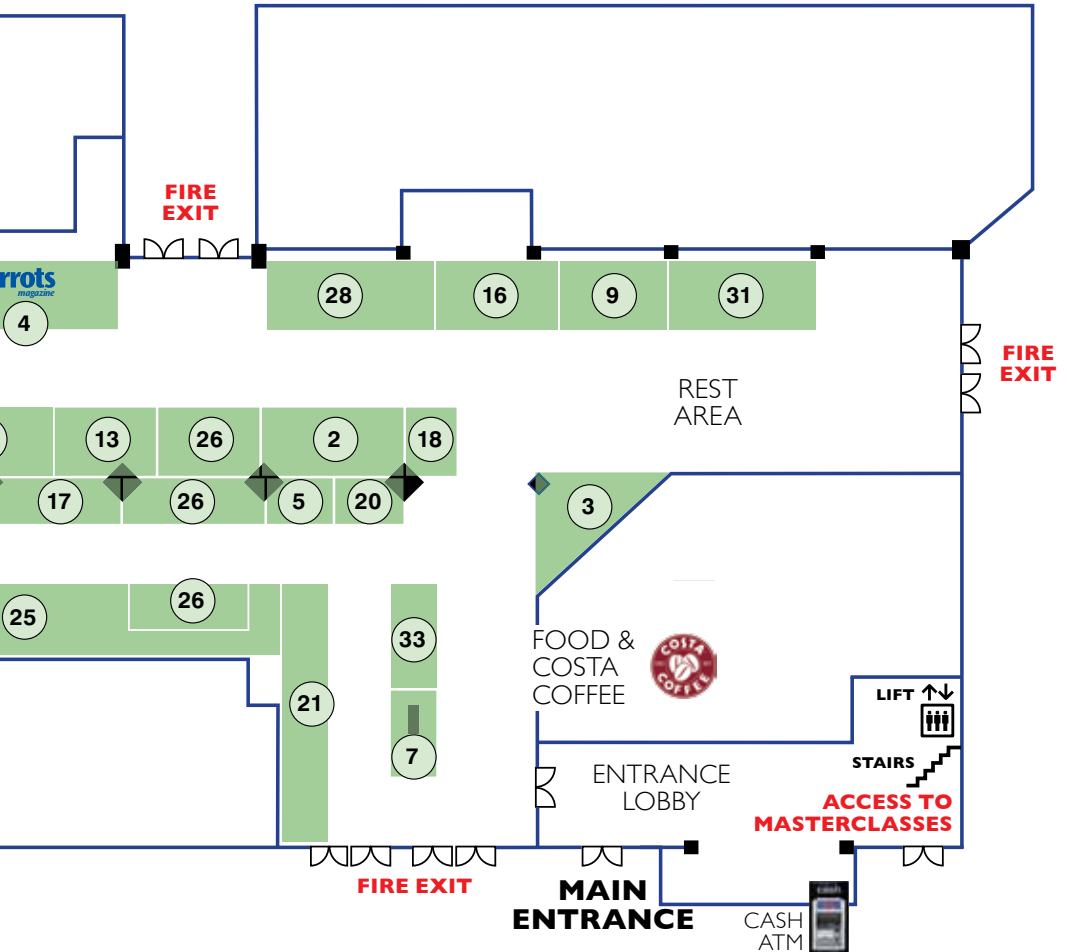 FIRE
EXIT
rrots
magazine
4
28
16
9
31
FIRE
EXIT
REST
AREA
13
26
2
18
17
26
5
20
3
25
26
33
21
7
FOOD &
COSTA
COFFEE
COSTA
COFFEE
LIFT
STAIRS
ENTRANCE
LOBBY
ACCESS TO
MASTERCLASSES
FIRE EXIT
MAIN
ENTRANCE
CASH
ATM